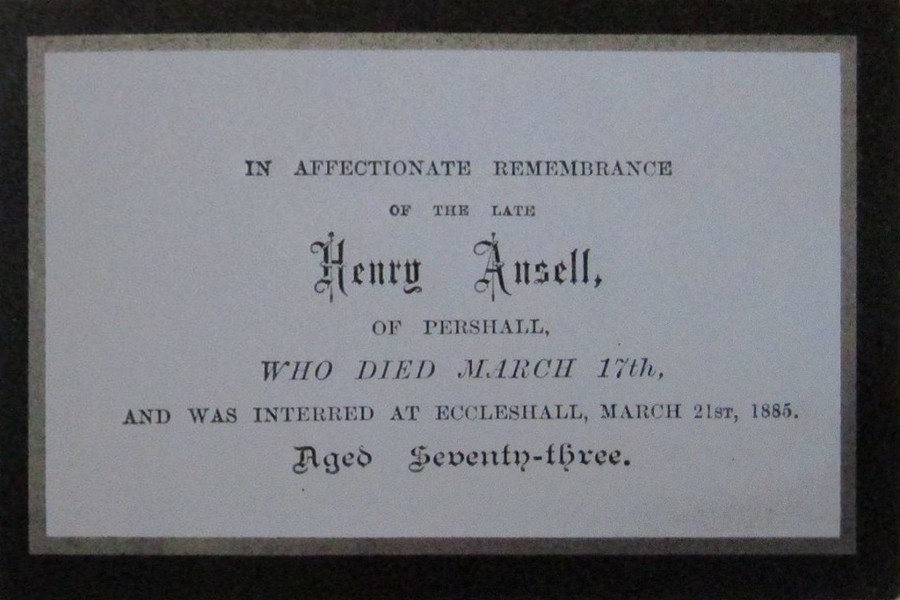 IN AFFECTIONATE REMEMBRANCE
OF THE LATE
Henry Ansell,
OF PERSHALL,
WHO DIED MARCH 17th,
AND WAS INTERRED AT ECCLESHALL, MARCH 21ST, 1885.
Aged Seventy-three.